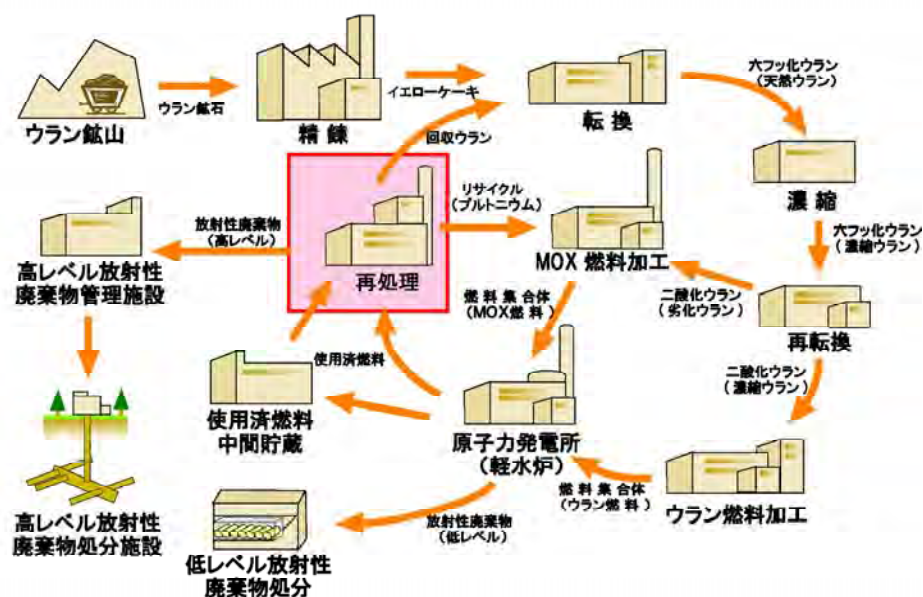 六フッ化ウラン
(天然ウラン)
ウラン鉱石
イエローケーキ
ウラン鉱山
精 錬
回収ウラン
転 換
濃 縮
リサイクル
(プルトニウム)
放射性廃棄物
(高レベル)
六フッ化ウラン
(濃縮ウラン)
高レベル放射性
廃棄物管理施設
再処理
MOX 燃料加工
二酸化ウラン
(劣化ウラン)
燃 料 集 合 体
(MOX燃 料 )
再転換
使用済燃料
二酸化ウラン
(濃縮ウラン)
使用済燃料
中間貯蔵
原子力発電所
(軽水炉)
燃 料 集 合 体
(ウラン燃 料 )
ウラン燃料加工
高レベル放射性
廃棄物処分施設
放射性廃棄物
(低レベル)
低レベル放射性
廃棄物処分